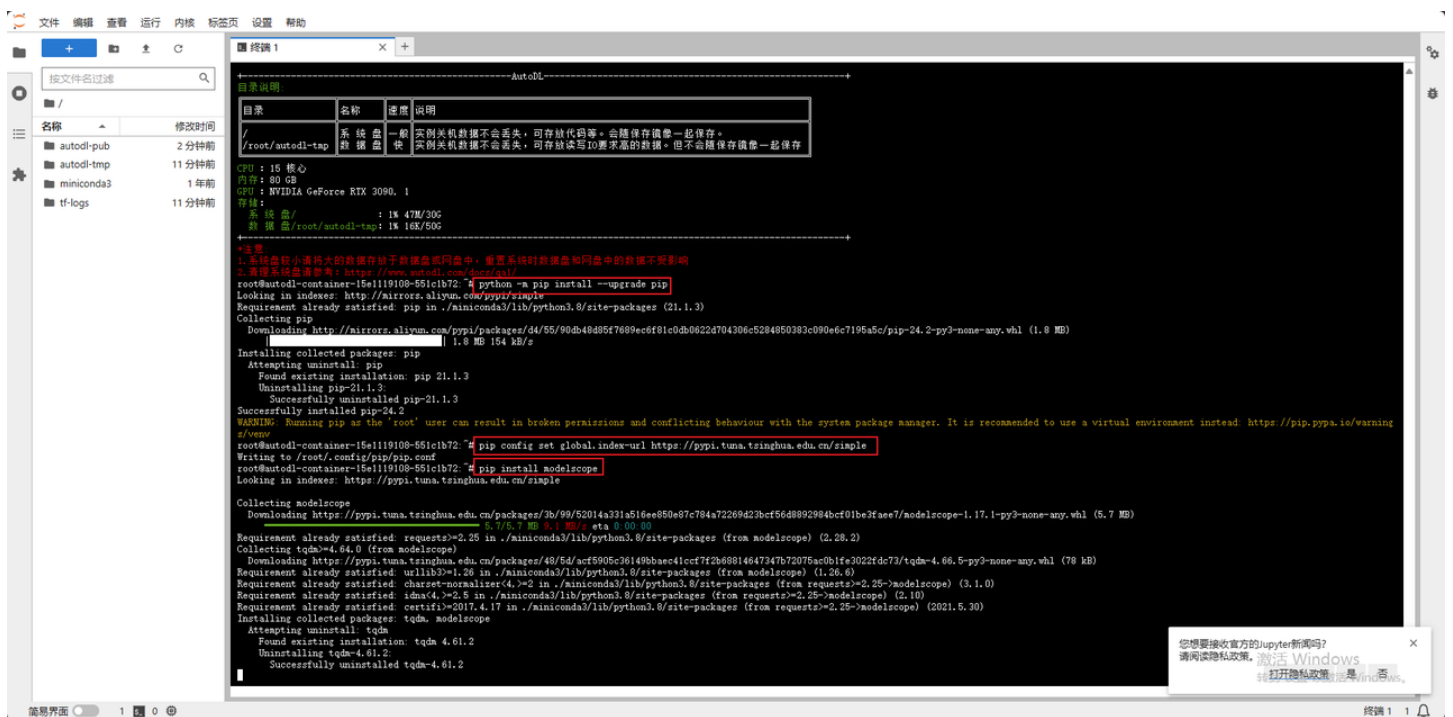 文件 编辑 查看 运行 内核 标签页 设置 帮助
+
按文件名过滤
/
名称 修改时间
autodl-pub 2 分钟前
autodl-tmp 11 分钟前
miniconda3 1 年前
tf-logs 11 分钟前
终端 1 × +
+---AutoDL---+
目录说明:
目录 名称 速度 说明
/ 系 统 盘 一般 实例关机数据不会丢失，可存放代码等。会随保存镜像一起保存。
/root/autodl-tmp 数 据 盘 快 实例关机数据不会丢失，可存放读写IO要求高的数据。但不会随保存镜像一起保存
CPU : 15 核心
内存: 80 GB
GPU : NVIDIA GeForce RTX 3090, 1
存储:
系 统 盘/ : 1% 47M/30G
数 据 盘/root/autodl-tmp: 1% 16K/50G
+---+
*注意:
1.系统盘较小请将大的数据存放于数据盘或网盘中，重置系统时数据盘和网盘中的数据不受影响
2.清理系统盘请参考: https://www.autodl.com/docs/qa1/
root@autodl-container-15e1119108-551c1b72:~# python -m pip install --upgrade pip
Looking in indexes: http://mirrors.aliyun.com/pypi/simple
Requirement already satisfied: pip in ./miniconda3/lib/python3.8/site-packages (21.1.3)
Collecting pip
Downloading http://mirrors.aliyun.com/pypi/packages/d4/55/90db48d85f7689ec6f81c0db0622d704306c5284850383c090e6c7195a5c/pip-24.2-py3-none-any.whl (1.8 MB)
| | 1.8 MB 154 kB/s
Installing collected packages: pip
Attempting uninstall: pip
Found existing installation: pip 21.1.3
Uninstalling pip-21.1.3:
Successfully uninstalled pip-21.1.3
Successfully installed pip-24.2
WARNING: Running pip as the 'root' user can result in broken permissions and conflicting behaviour with the system package manager. It is recommended to use a virtual environment instead: https://pip.pypa.io/warning
s/venv
root@autodl-container-15e1119108-551c1b72:~# pip config set global.index-url https://pypi.tuna.tsinghua.edu.cn/simple
Writing to /root/.config/pip/pip.conf
root@autodl-container-15e1119108-551c1b72:~# pip install modelscope
Looking in indexes: https://pypi.tuna.tsinghua.edu.cn/simple
Collecting modelscope
Downloading https://pypi.tuna.tsinghua.edu.cn/packages/3b/99/52014a331a516ee850e87c784a72269d23bcf56d8892984bcf01be3faee7/modelscope-1.17.1-py3-none-any.whl (5.7 MB)
5.7/5.7 MB 9.1 MB/s eta 0:00:00
Requirement already satisfied: requests>=2.25 in ./miniconda3/lib/python3.8/site-packages (from modelscope) (2.28.2)
Collecting tqdm>=4.64.0 (from modelscope)
Downloading https://pypi.tuna.tsinghua.edu.cn/packages/48/5d/acf5905c36149bbaec41ccf7f2b68814647347b72075ac0b1fe3022fdc73/tqdm-4.66.5-py3-none-any.whl (78 kB)
Requirement already satisfied: urllib3>=1.26 in ./miniconda3/lib/python3.8/site-packages (from modelscope) (1.26.6)
Requirement already satisfied: charset-normalizer<4,>=2 in ./miniconda3/lib/python3.8/site-packages (from requests>=2.25->modelscope) (3.1.0)
Requirement already satisfied: idna<4,>=2.5 in ./miniconda3/lib/python3.8/site-packages (from requests>=2.25->modelscope) (2.10)
Requirement already satisfied: certifi>=2017.4.17 in ./miniconda3/lib/python3.8/site-packages (from requests>=2.25->modelscope) (2021.5.30)
Installing collected packages: tqdm, modelscope
Attempting uninstall: tqdm
Found existing installation: tqdm 4.61.2
Uninstalling tqdm-4.61.2:
Successfully uninstalled tqdm-4.61.2
您想要接收官方的Jupyter新闻吗? ×
请阅读隐私政策。
激活 Windows
打开隐私政策 是 否
简易界面 1 0 终端 1 1